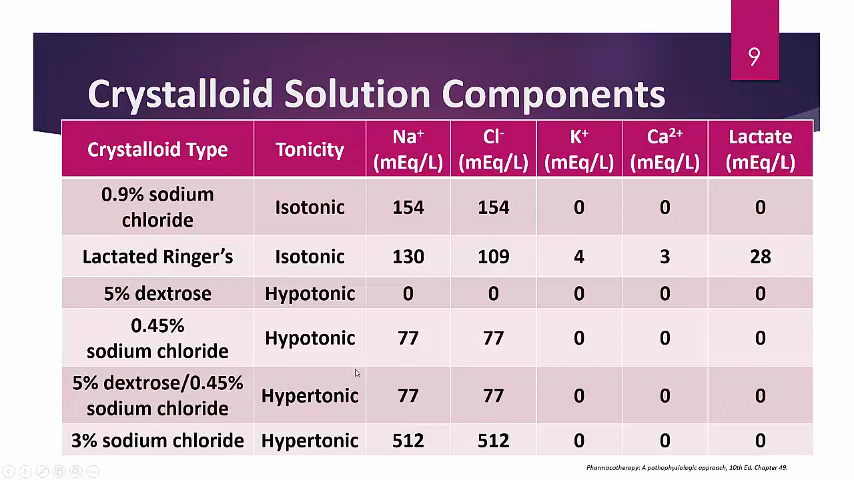 9
Crystalloid Solution Components
Crystalloid Type Tonicity Na⁺ (mEq/L) Cl⁻ (mEq/L) K⁺ (mEq/L) Ca²⁺ (mEq/L) Lactate (mEq/L)
0.9% sodium chloride Isotonic 154 154 0 0 0
Lactated Ringer's Isotonic 130 109 4 3 28
5% dextrose Hypotonic 0 0 0 0 0
0.45% sodium chloride Hypotonic 77 77 0 0 0
5% dextrose/0.45% sodium chloride Hypertonic 77 77 0 0 0
3% sodium chloride Hypertonic 512 512 0 0 0
Pharmacotherapy: A pathophysiologic approach, 10th Ed. Chapter 49.